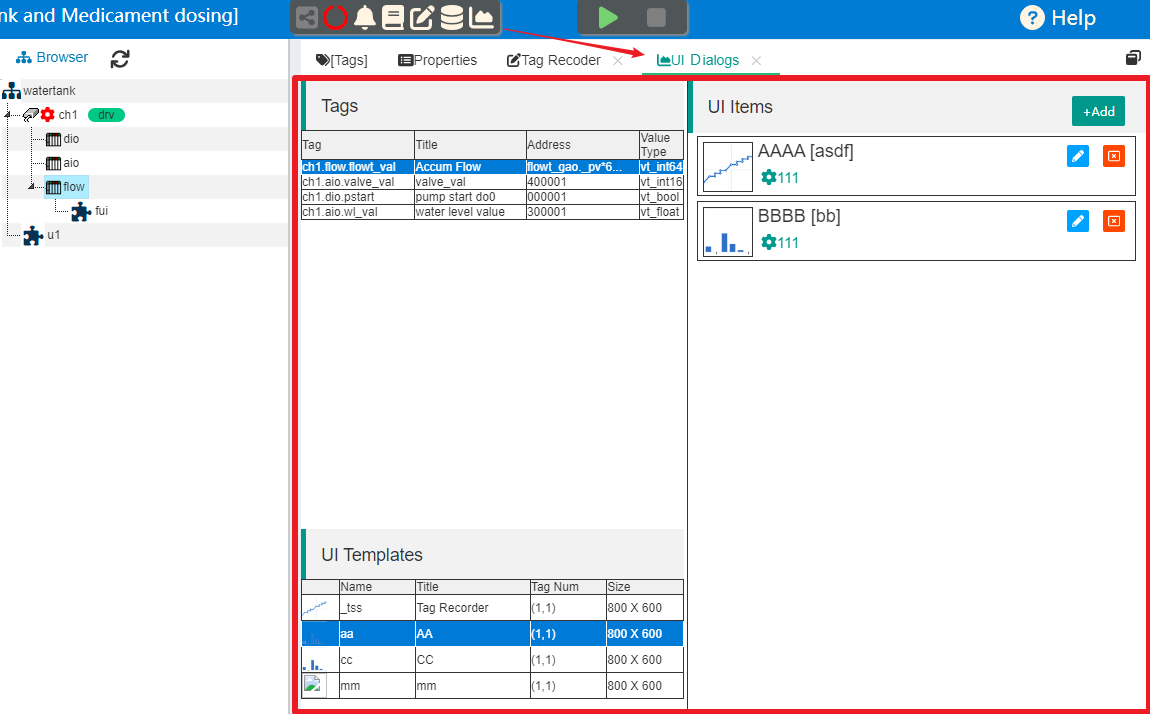 nk and Medicament dosing]
Help
Browser
[Tags] Properties Tag Recoder UI Dialogs
watertank
ch1 drv
dio
aio
flow
fui
u1
Tags
Tag Title Address Value Type
ch1.flow.flowt_val Accum Flow flowt_gao._pv*6... vt_int64
ch1.aio.valve_val valve_val 400001 vt_int16
ch1.dio.pstart pump start do0 000001 vt_bool
ch1.aio.wl_val water level value 300001 vt_float
UI Templates
Name Title Tag Num Size
_tss Tag Recorder (1,1) 800 X 600
aa AA (1,1) 800 X 600
cc CC (1,1) 800 X 600
mm mm (1,1) 800 X 600
UI Items
+Add
AAAA [asdf]
111
BBBB [bb]
111